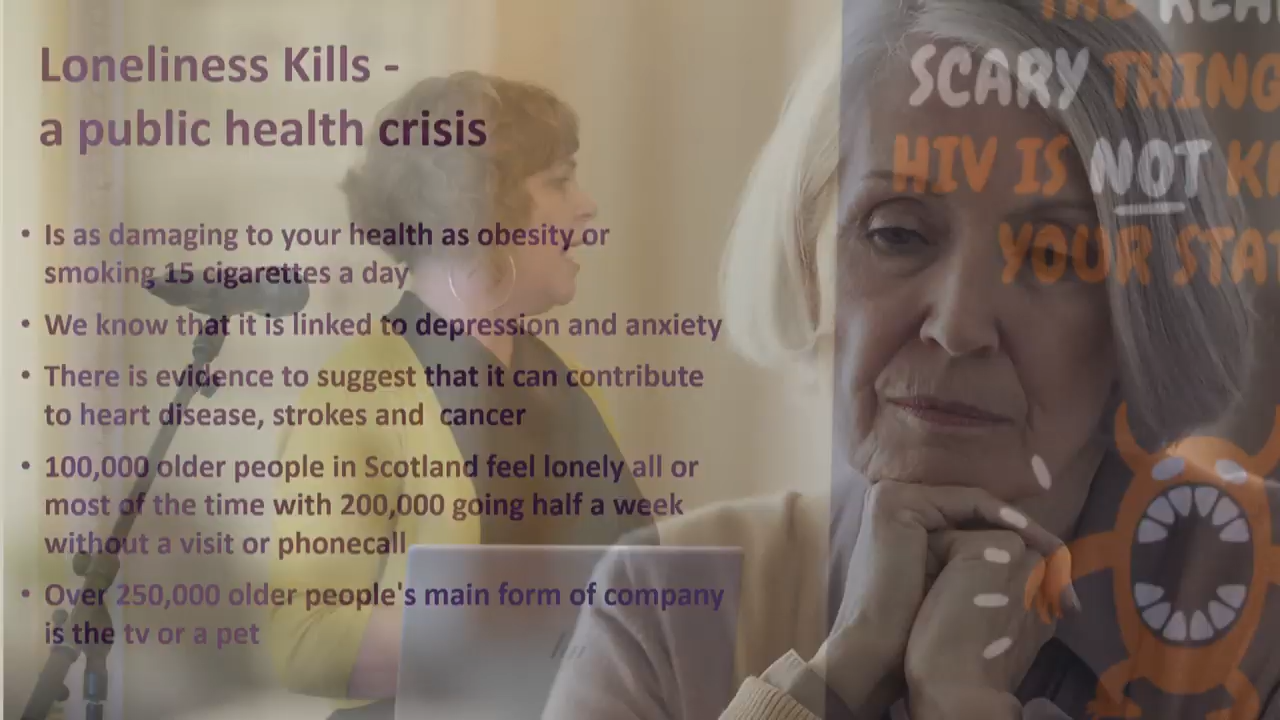 Loneliness Kills -
a public health crisis
• Is as damaging to your health as obesity or
smoking 15 cigarettes a day
• We know that it is linked to depression and anxiety
• There is evidence to suggest that it can contribute
to heart disease, strokes and cancer
• 100,000 older people in Scotland feel lonely all or
most of the time with 200,000 going half a week
without a visit or phonecall
• Over 250,000 older people's main form of company
is the tv or a pet
THE
SCARY THING
HIV IS NOT
YOUR